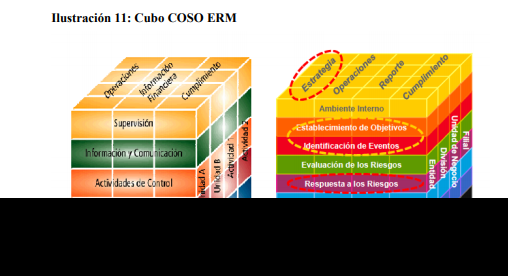 Ilustración 11: Cubo COSO ERM
Operaciones
Información
Financiera
Cumplimiento
Supervisión
Información y Comunicación
Actividades de Control
Unidad B
Actividad 1
Actividad 2
Estrategia
Operaciones
Reporte
Cumplimiento
Ambiente Interno
Establecimiento de Objetivos
Identificación de Eventos
Evaluación de los Riesgos
Respuesta a los Riesgos
Entidad
División
Unidad de Negocio
Filial